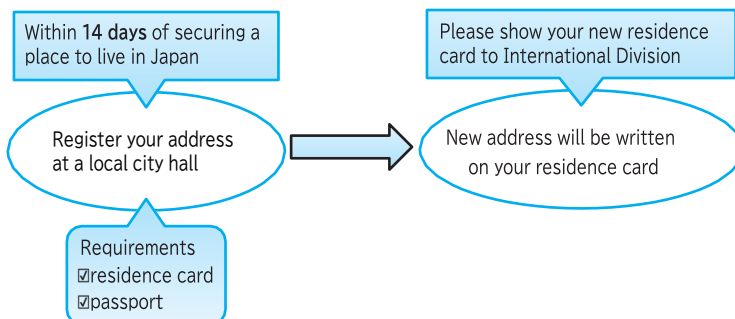 Within 14 days of securing a
place to live in Japan
Register your address
at a local city hall
Requirements
☑residence card
☑passport
Please show your new residence
card to International Division
New address will be written
on your residence card